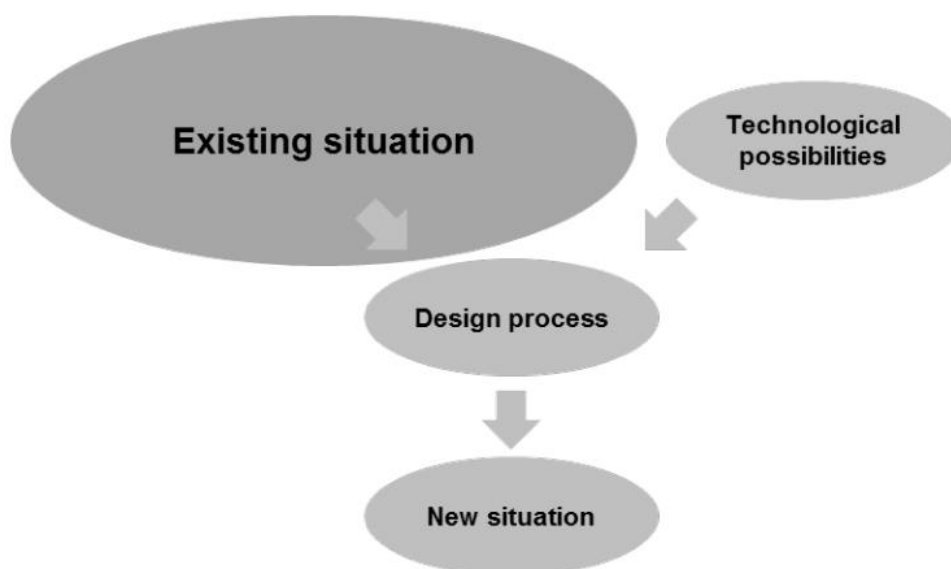 Existing situation
Technological
possibilities
Design process
New situation